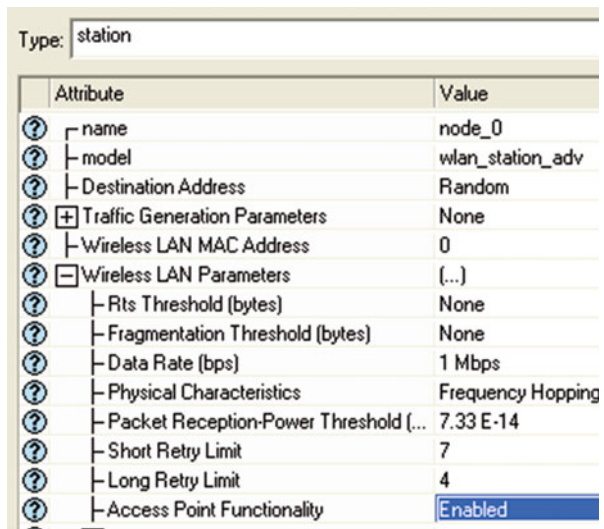 Type: station
Attribute Value
name node_0
model wlan_station_adv
Destination Address Random
Traffic Generation Parameters None
Wireless LAN MAC Address 0
Wireless LAN Parameters (...)
Rts Threshold (bytes) None
Fragmentation Threshold (bytes) None
Data Rate (bps) 1 Mbps
Physical Characteristics Frequency Hopping
Packet Reception-Power Threshold (... 7.33 E-14
Short Retry Limit 7
Long Retry Limit 4
Access Point Functionality Enabled